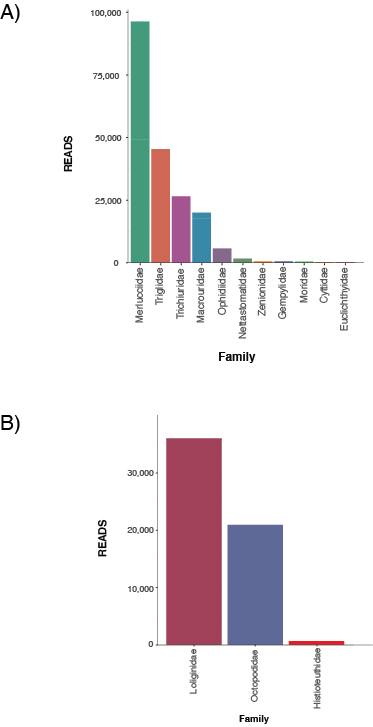 A)
100,000
75,000
50,000
25,000
0
READS
Merlucciidae
Triglidae
Trichiuridae
Macrouridae
Ophidiidae
Nettastomatidae
Zenionidae
Gempylidae
Moridae
Cyttidae
Euclichthyidae
Family
B)
30,000
20,000
10,000
0
READS
Loliginidae
Octopodidae
Histioteuthidae
Family